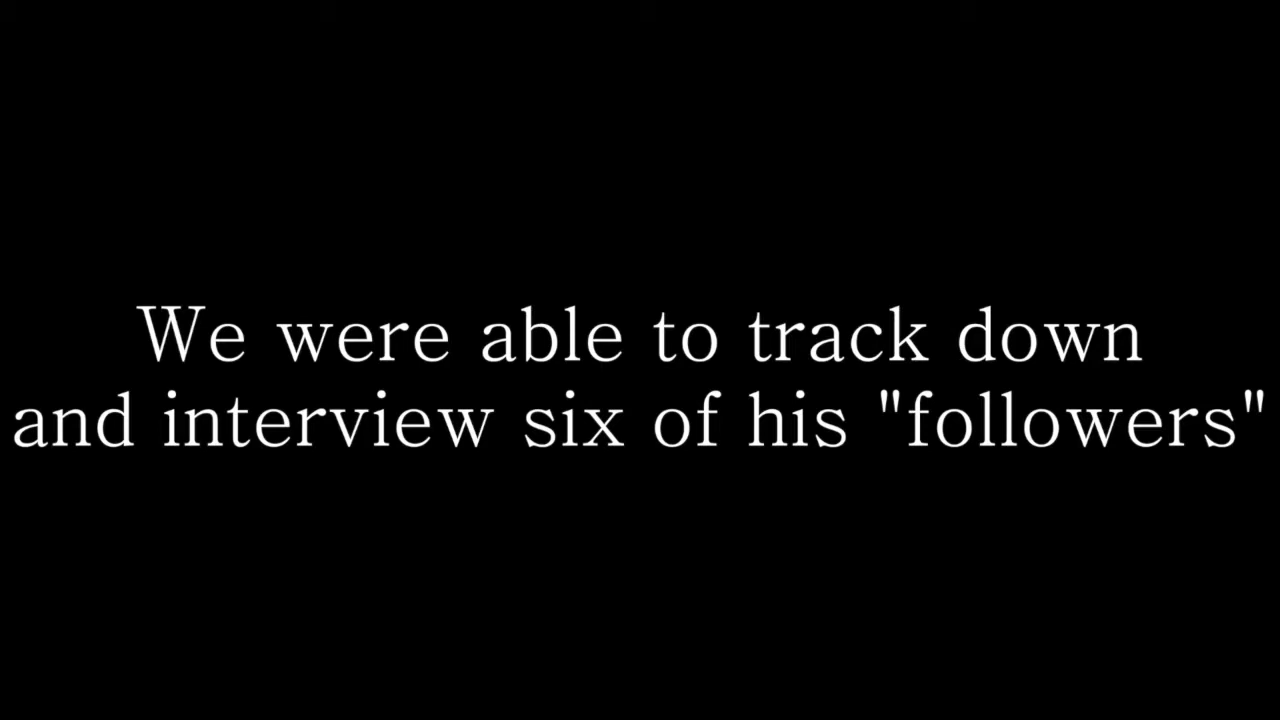 We were able to track down
and interview six of his "followers"